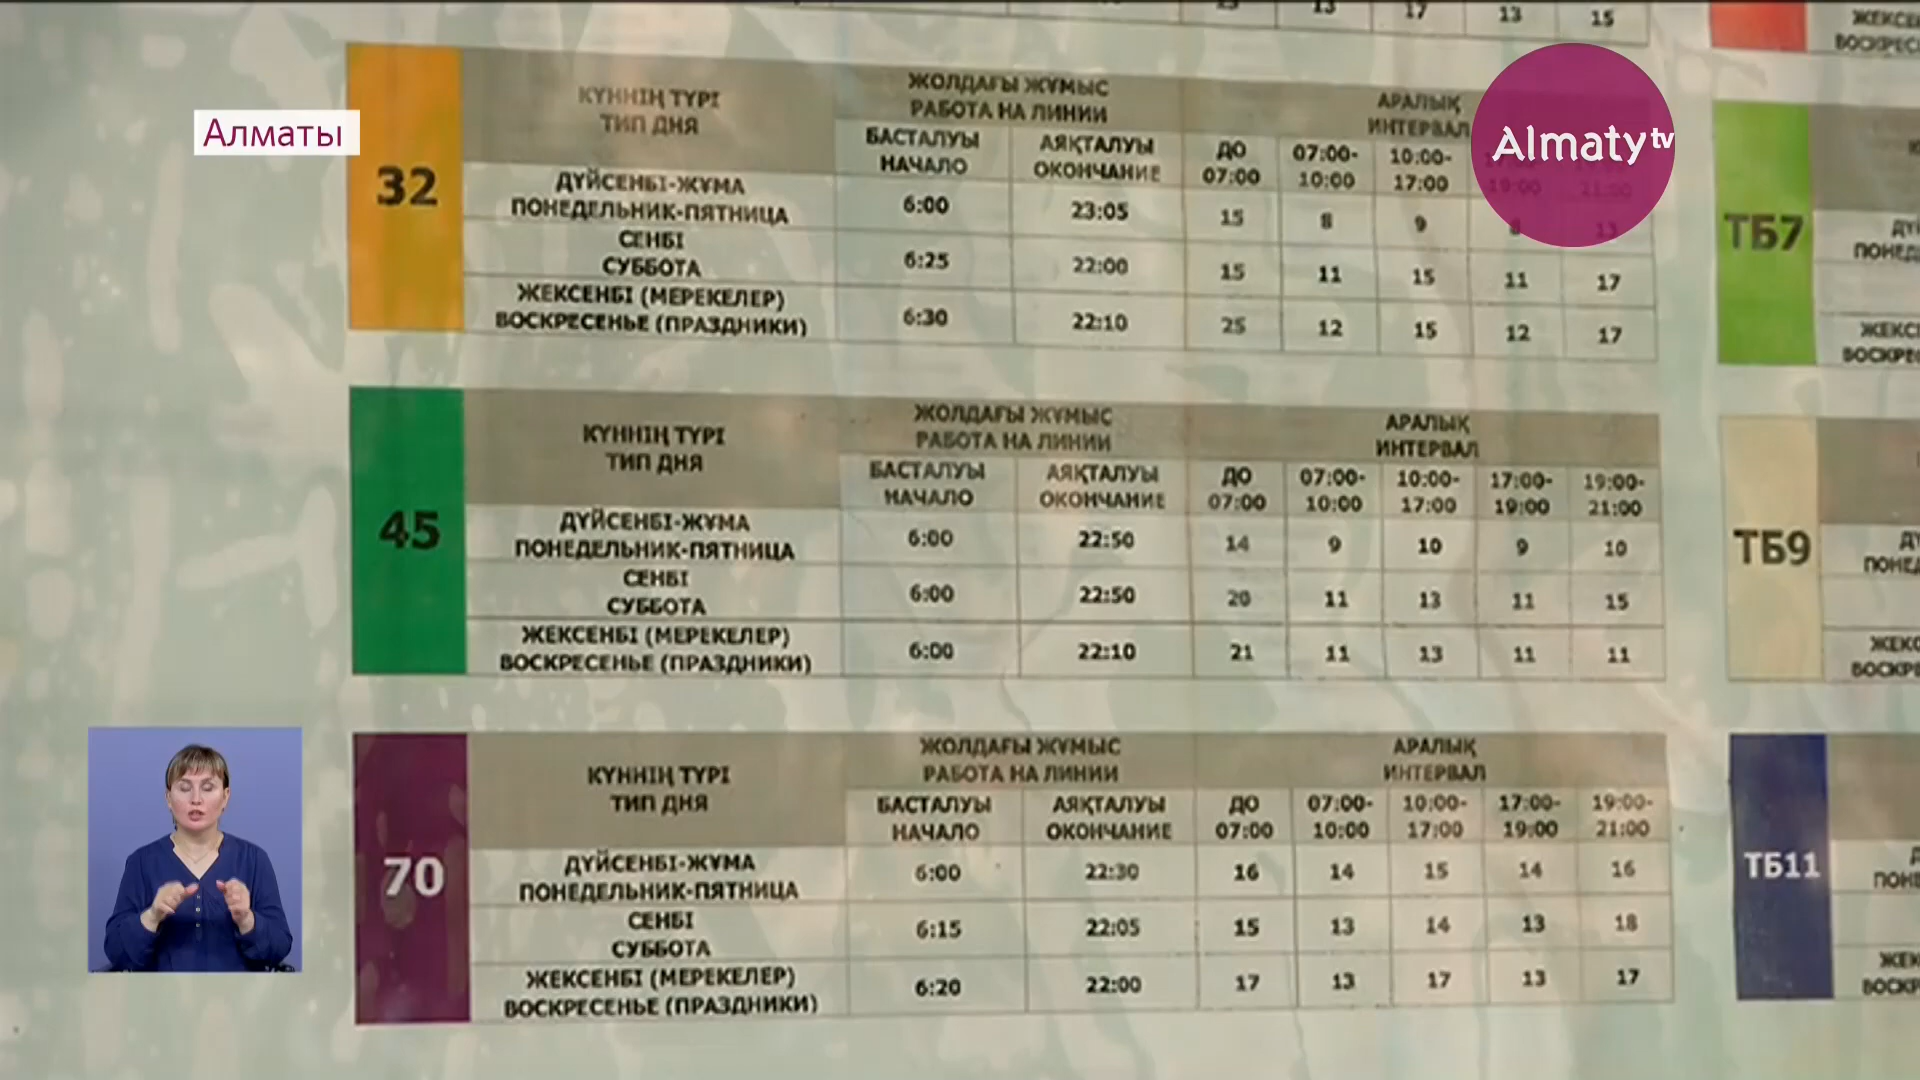 13 13 17 13 15
Алматы
Almaty tv
32
КҮННІҢ ТҮРІ
ТИП ДНЯ
ЖОЛДАҒЫ ЖҰМЫС
РАБОТА НА ЛИНИИ
АРАЛЫҚ
ИНТЕРВАЛ
БАСТАЛУЫ
НАЧАЛО
АЯҚТАЛУЫ
ОКОНЧАНИЕ
ДО
07:00
07:00-
10:00
10:00-
17:00
19:00
21:00
ДҮЙСЕНБІ-ЖҰМА
ПОНЕДЕЛЬНИК-ПЯТНИЦА
6:00 23:05 15 8 9 8 13
СЕНБІ
СУББОТА
6:25 22:00 15 11 15 11 17
ЖЕКСЕНБІ (МЕРЕКЕЛЕР)
ВОСКРЕСЕНЬЕ (ПРАЗДНИКИ)
6:30 22:10 25 12 15 12 17
45
КҮННІҢ ТҮРІ
ТИП ДНЯ
ЖОЛДАҒЫ ЖҰМЫС
РАБОТА НА ЛИНИИ
АРАЛЫҚ
ИНТЕРВАЛ
БАСТАЛУЫ
НАЧАЛО
АЯҚТАЛУЫ
ОКОНЧАНИЕ
ДО
07:00
07:00-
10:00
10:00-
17:00
17:00-
19:00
19:00-
21:00
ДҮЙСЕНБІ-ЖҰМА
ПОНЕДЕЛЬНИК-ПЯТНИЦА
6:00 22:50 14 9 10 9 10
СЕНБІ
СУББОТА
6:00 22:50 20 11 13 11 15
ЖЕКСЕНБІ (МЕРЕКЕЛЕР)
ВОСКРЕСЕНЬЕ (ПРАЗДНИКИ)
6:00 22:10 21 11 13 11 11
70
КҮННІҢ ТҮРІ
ТИП ДНЯ
ЖОЛДАҒЫ ЖҰМЫС
РАБОТА НА ЛИНИИ
АРАЛЫҚ
ИНТЕРВАЛ
БАСТАЛУЫ
НАЧАЛО
АЯҚТАЛУЫ
ОКОНЧАНИЕ
ДО
07:00
07:00-
10:00
10:00-
17:00
17:00-
19:00
19:00-
21:00
ДҮЙСЕНБІ-ЖҰМА
ПОНЕДЕЛЬНИК-ПЯТНИЦА
6:00 22:30 16 14 15 14 16
СЕНБІ
СУББОТА
6:15 22:05 15 13 14 13 18
ЖЕКСЕНБІ (МЕРЕКЕЛЕР)
ВОСКРЕСЕНЬЕ (ПРАЗДНИКИ)
6:20 22:00 17 13 17 13 17
ТБ7
ТБ9
ТБ11